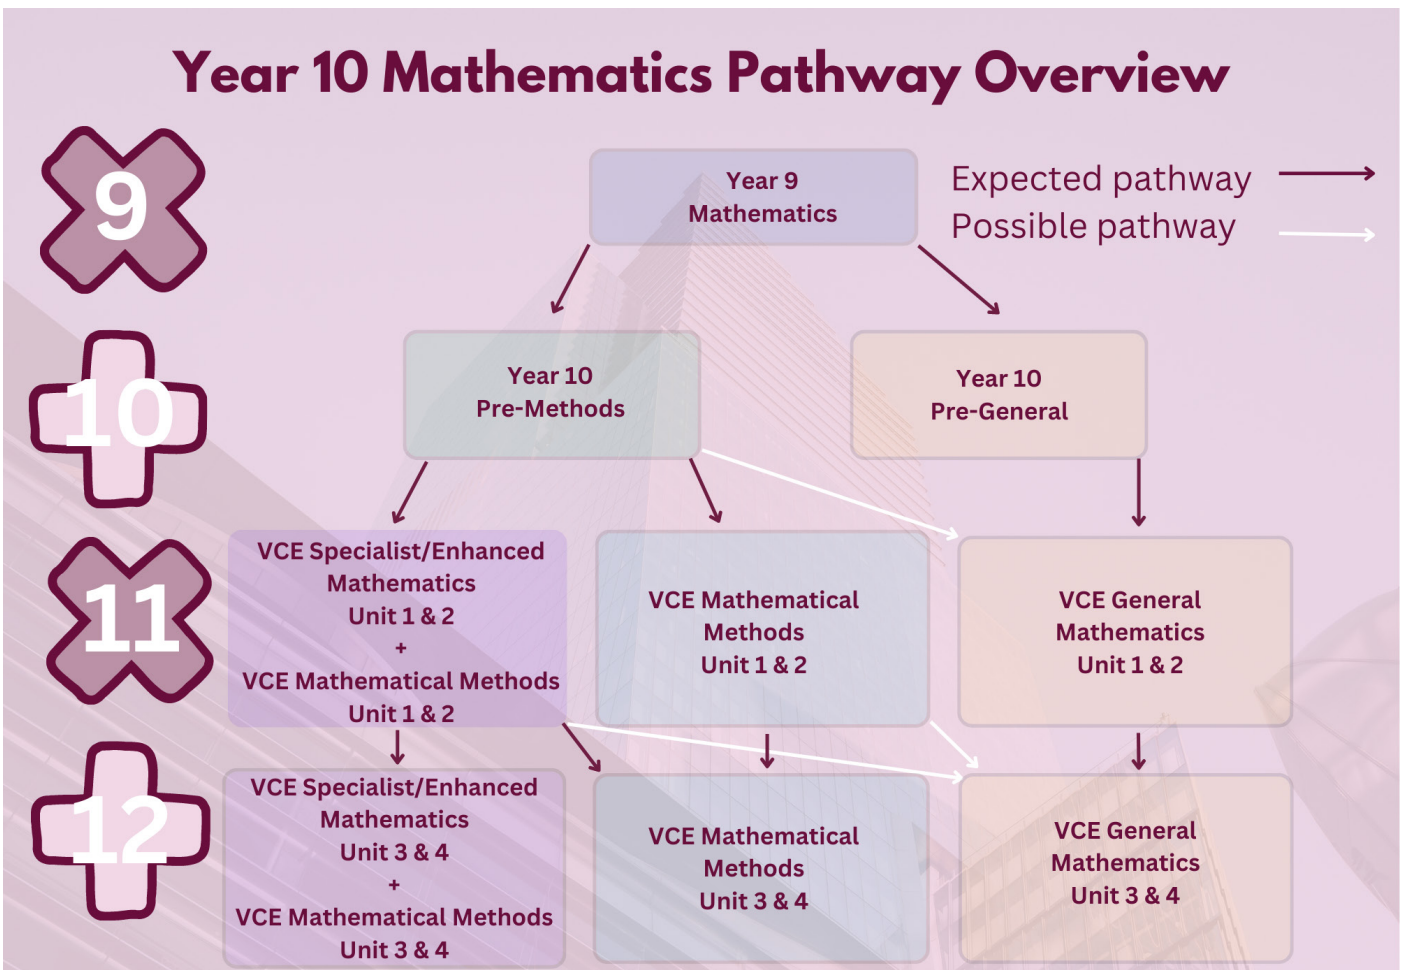 Year 10 Mathematics Pathway Overview
9
Year 9
Mathematics
Expected pathway
Possible pathway
10
Year 10
Pre-Methods
Year 10
Pre-General
11
VCE Specialist/Enhanced
Mathematics
Unit 1 & 2
+
VCE Mathematical Methods
Unit 1 & 2
VCE Mathematical
Methods
Unit 1 & 2
VCE General
Mathematics
Unit 1 & 2
12
VCE Specialist/Enhanced
Mathematics
Unit 3 & 4
+
VCE Mathematical Methods
Unit 3 & 4
VCE Mathematical
Methods
Unit 3 & 4
VCE General
Mathematics
Unit 3 & 4